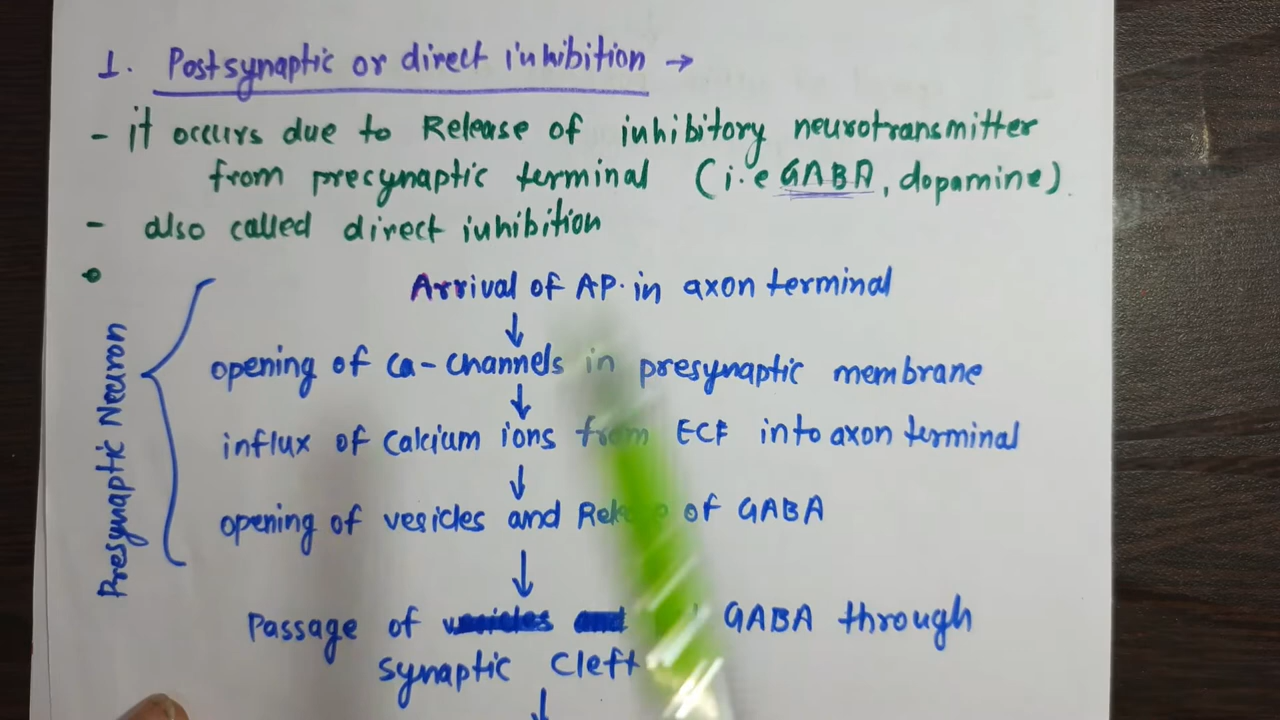 1. Postsynaptic or direct inhibition →
- it occurs due to Release of inhibitory neurotransmitter
from presynaptic terminal (i.e GABA, dopamine)
- also called direct inhibition
Presynaptic Neuron
Arrival of AP. in axon terminal
↓
opening of Ca-channels in presynaptic membrane
↓
influx of Calcium ions from ECF into axon terminal
↓
opening of vesicles and Release of GABA
↓
Passage of GABA through
synaptic Cleft
↓